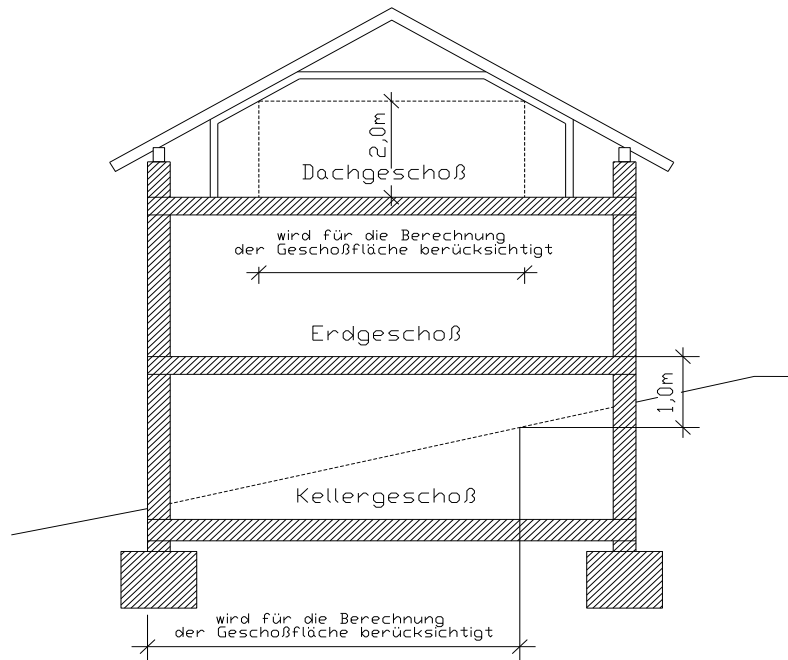 2,0m
Dachgeschoß
wird für die Berechnung
der Geschoßfläche berücksichtigt
Erdgeschoß
1,0m
Kellergeschoß
wird für die Berechnung
der Geschoßfläche berücksichtigt